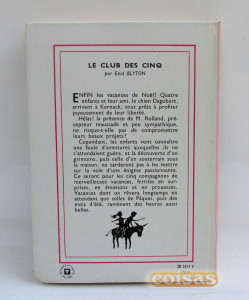 LE CLUB DES CINQ
par Enid BLYTON
ENFIN les vacances de Noël! Quatre
enfants et leur ami, le chien Dagobert,
arrivent à Kernach, tout prêts à profiter
joyeusement de leur liberté.
Hélas! la présence de M. Rolland, pré-
cepteur maussade et peu sympathique,
ne risque-t-elle pas de compromettre
leurs beaux projets?
Cependant, les enfants vont connaître
une foule d'aventures auxquelles ils ne
s'attendaient guère, et la découverte d'un
grimoire, puis celle d'un souterrain sous
la maison, ne tarderont pas à les mettre
sur la voie d'une énigme passionnante.
Ce seront pour les cinq compagnons de
merveilleuses vacances, fertiles en sur-
prises, en émotions et en prouesses.
Vacances dont on rêvera longtemps en
attendant que celles de Pâques, puis des
mois d'été, ramènent des heures aussi
belles.
coisas